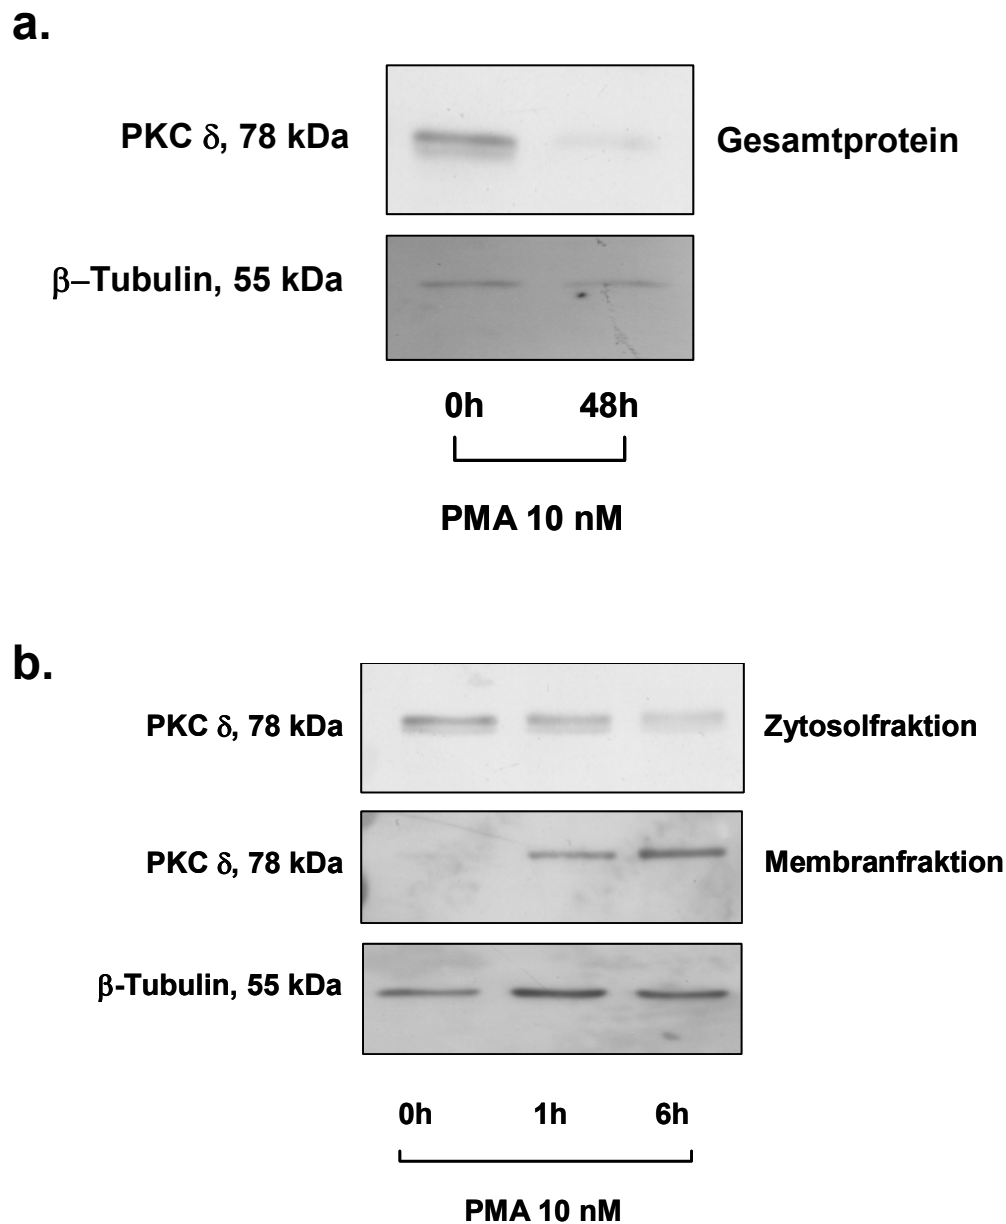 a.
PKC δ, 78 kDa
Gesamtprotein
β–Tubulin, 55 kDa
0h 48h
PMA 10 nM
b.
PKC δ, 78 kDa
Zytosolfraktion
PKC δ, 78 kDa
Membranfraktion
β-Tubulin, 55 kDa
0h 1h 6h
PMA 10 nM